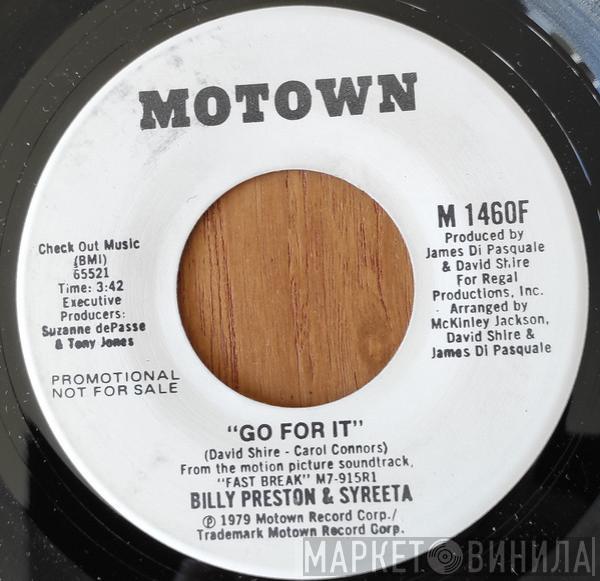 MOTOWN
M 1460F
Produced by
James Di Pasquale
& David Shire
For Regal
Productions, Inc.
Arranged by
McKinley Jackson,
David Shire &
James Di Pasquale
Check Out Music
(BMI)
65521
Time: 3:42
Executive
Producers:
Suzanne dePasse
& Tony Jones
PROMOTIONAL
NOT FOR SALE
"GO FOR IT"
(David Shire - Carol Connors)
From the motion picture soundtrack,
"FAST BREAK" M7-915R1
BILLY PRESTON & SYREETA
℗ 1979 Motown Record Corp./
Trademark Motown Record Corp.
МАРКЕТ ВИНИЛА